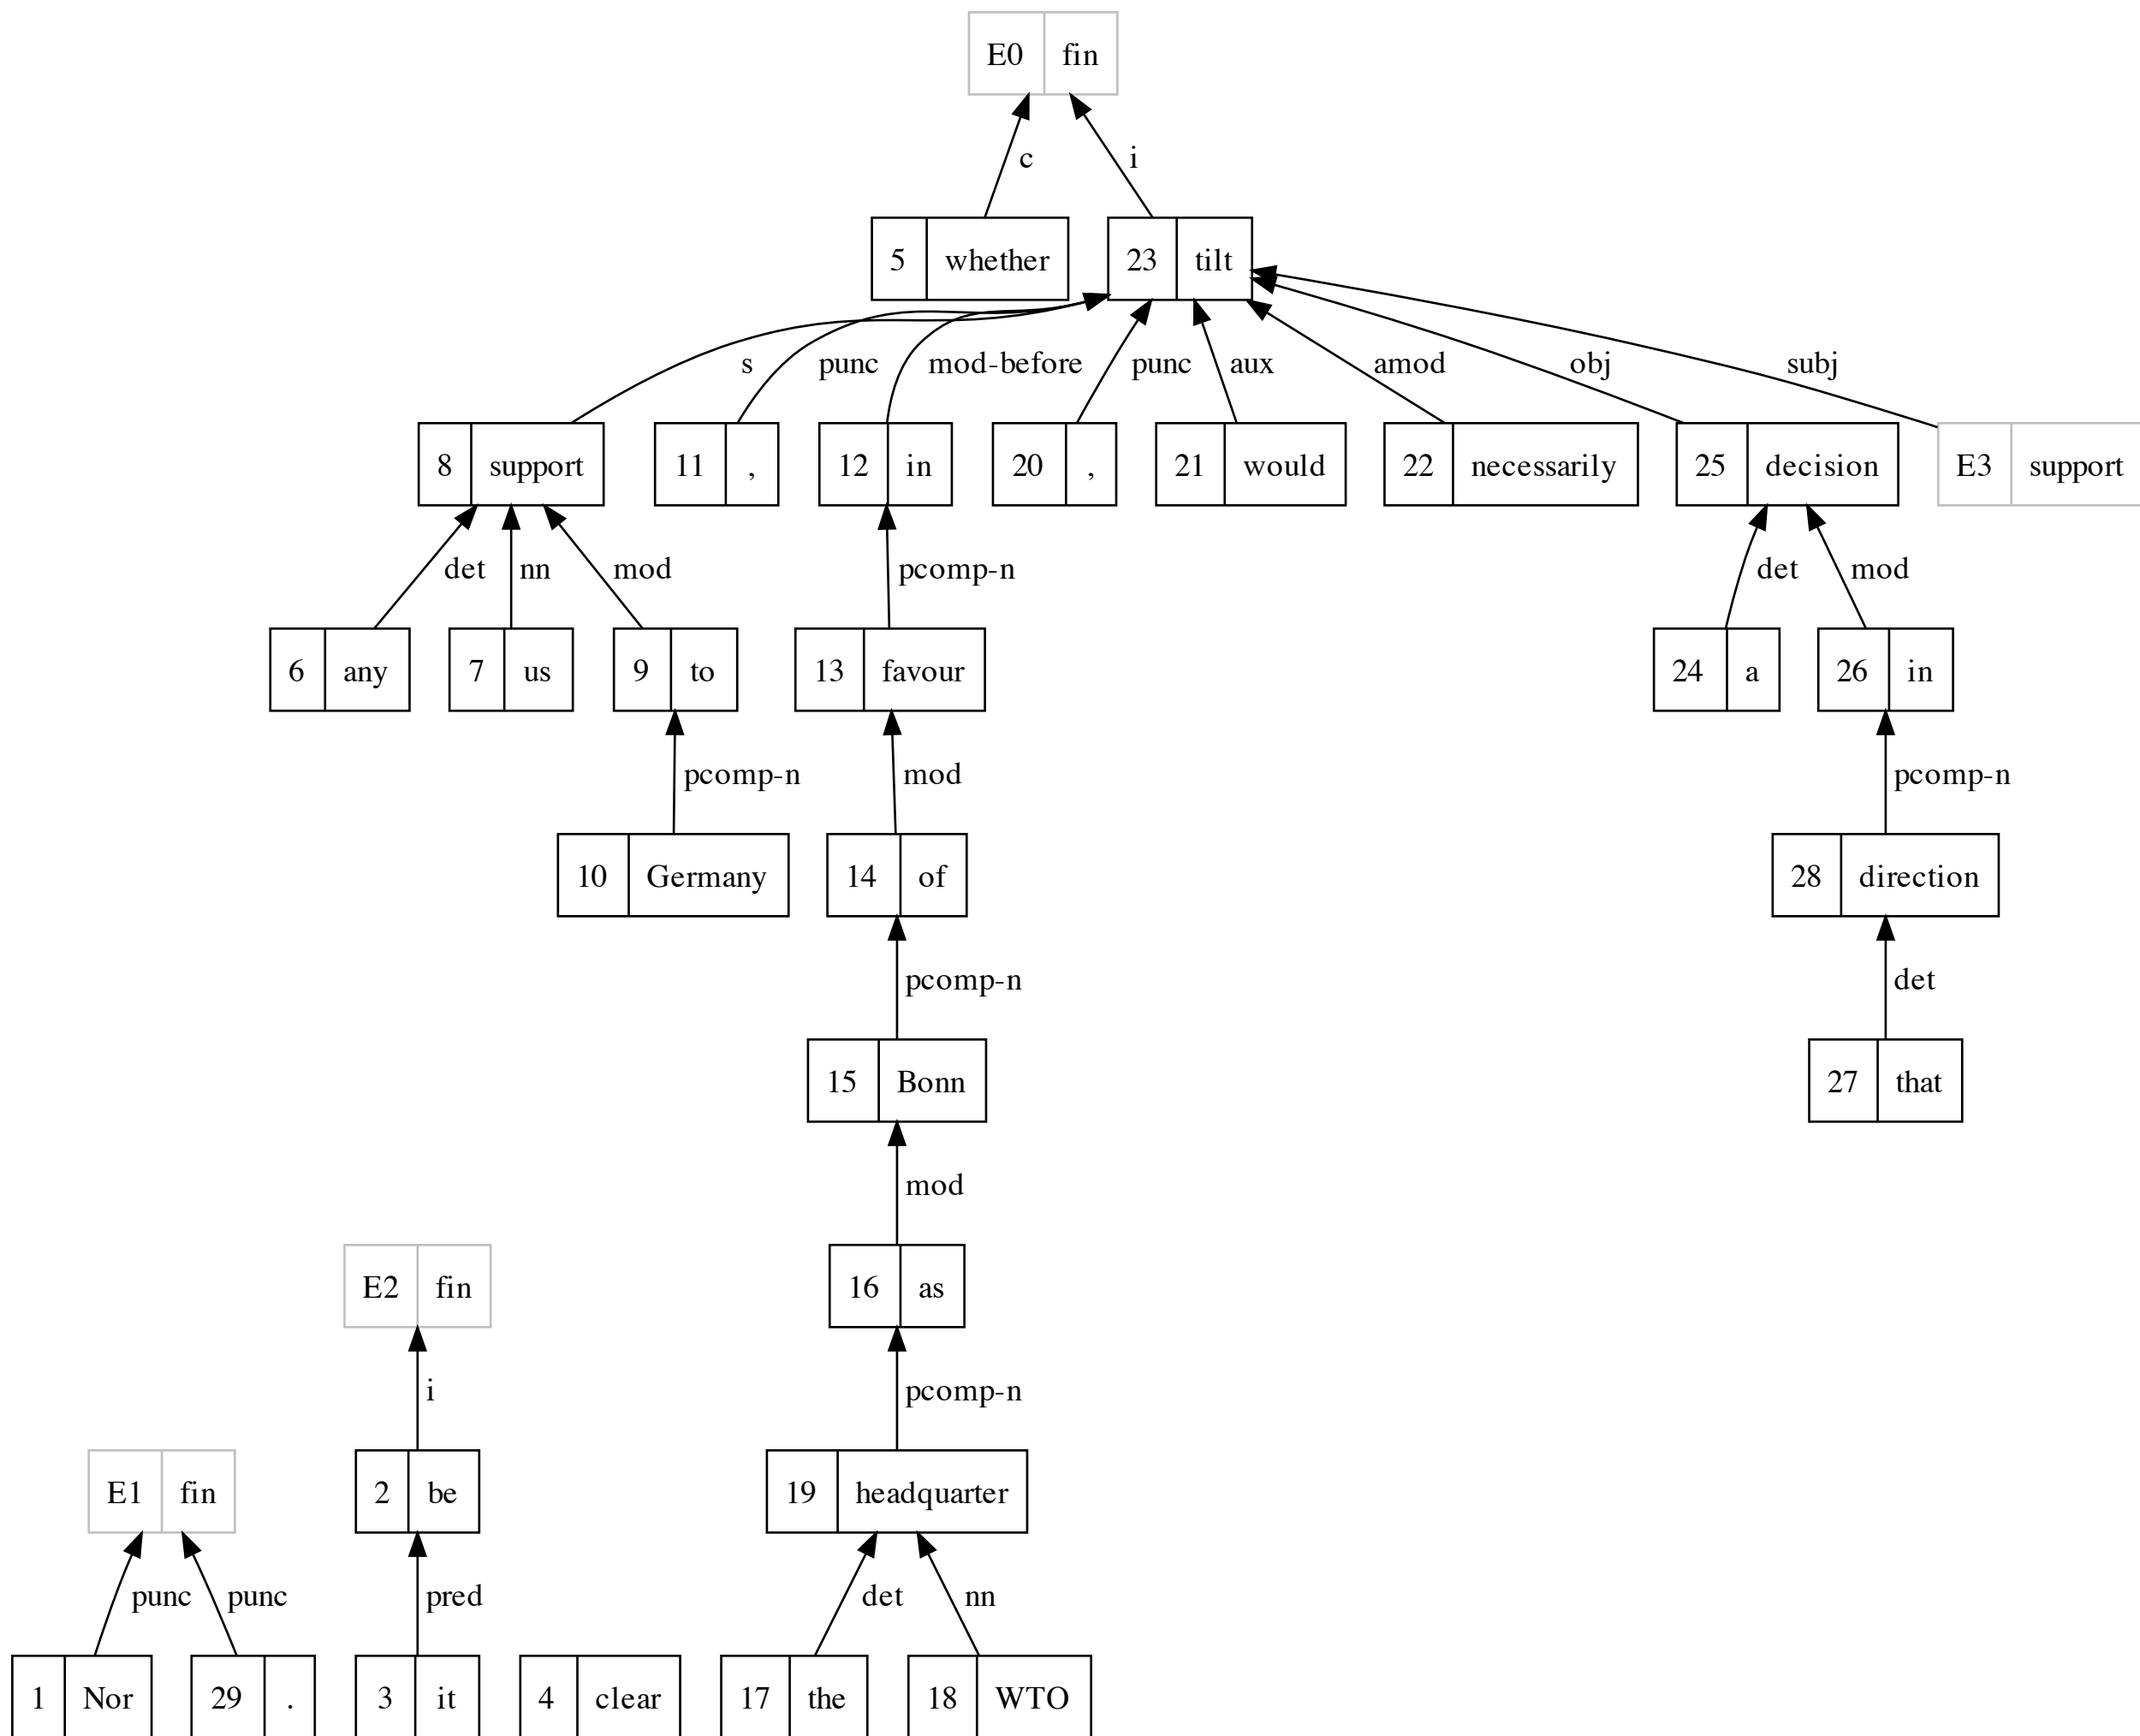 E0 fin
c i
5 whether 23 tilt
s punc mod-before punc aux amod obj subj
8 support 11 , 12 in 20 , 21 would 22 necessarily 25 decision E3 support
det nn mod pcomp-n det mod
6 any 7 us 9 to 13 favour 24 a 26 in
pcomp-n mod pcomp-n
10 Germany 14 of 28 direction
pcomp-n det
15 Bonn 27 that
mod
E2 fin 16 as
i pcomp-n
E1 fin 2 be 19 headquarter
punc punc pred det nn
1 Nor 29 . 3 it 4 clear 17 the 18 WTO